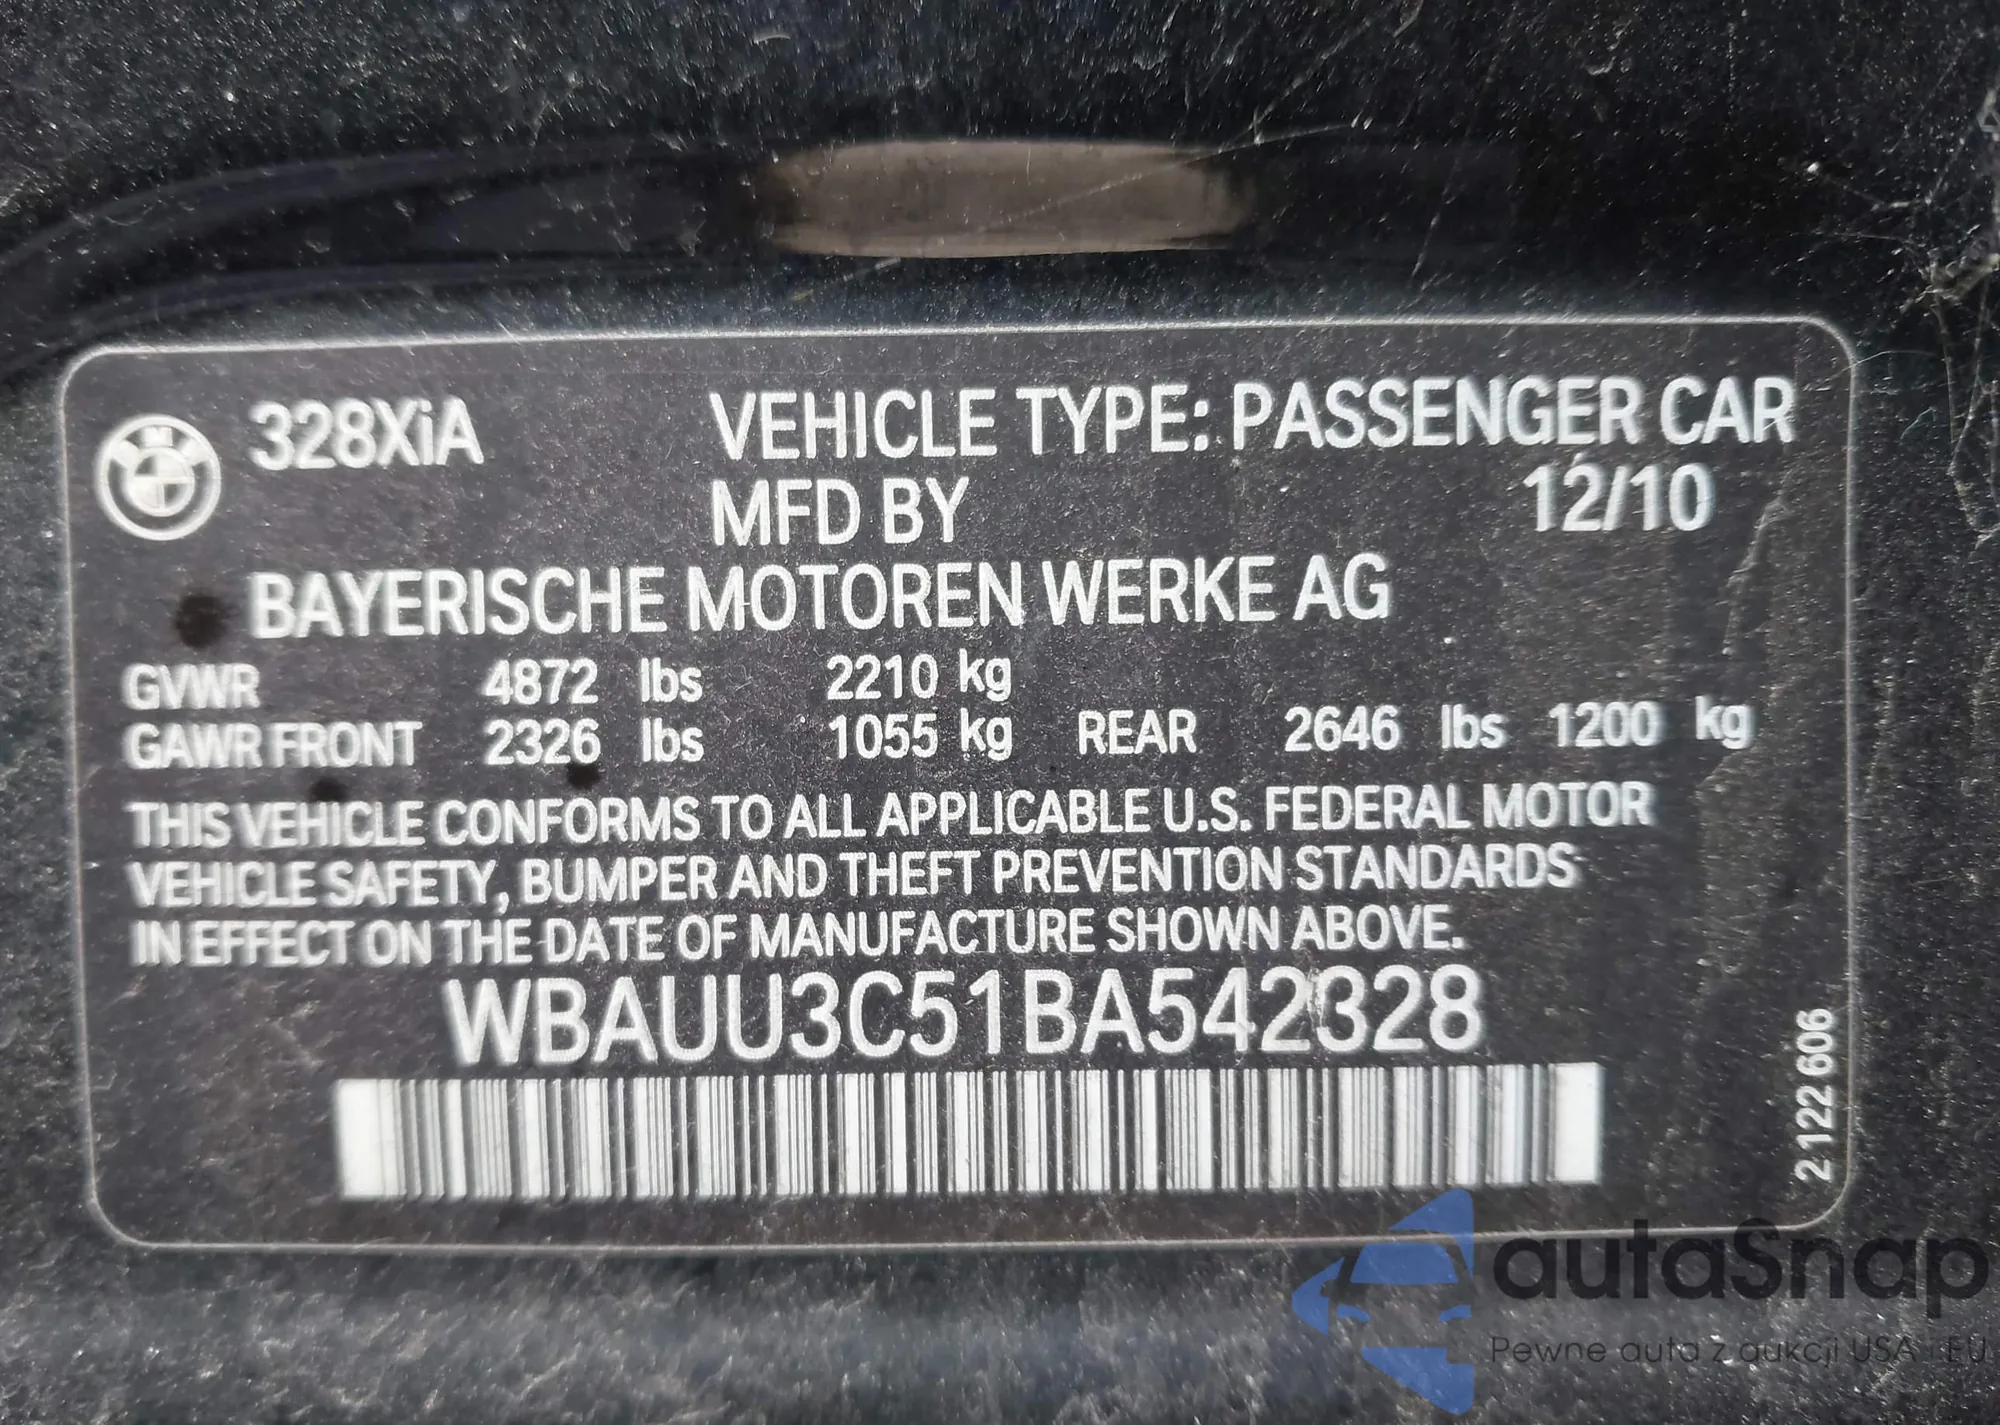 328XiA VEHICLE TYPE: PASSENGER CAR
MFD BY 12/10
BAYERISCHE MOTOREN WERKE AG
GVWR 4872 lbs 2210 kg
GAWR FRONT 2326 lbs 1055 kg REAR 2646 lbs 1200 kg
THIS VEHICLE CONFORMS TO ALL APPLICABLE U.S. FEDERAL MOTOR
VEHICLE SAFETY, BUMPER AND THEFT PREVENTION STANDARDS
IN EFFECT ON THE DATE OF MANUFACTURE SHOWN ABOVE.
WBAUU3C51BA542328
2 122 606
autaSnap
Pewne auta z aukcji USA i EU